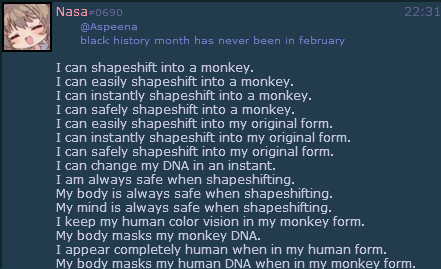 Nasa#0690 22:31
@Aspeena
black history month has never been in february
I can shapeshift into a monkey.
I can easily shapeshift into a monkey.
I can instantly shapeshift into a monkey.
I can safely shapeshift into a monkey.
I can easily shapeshift into my original form.
I can instantly shapeshift into my original form.
I can safely shapeshift into my original form.
I can change my DNA in an instant.
I am always safe when shapeshifting.
My body is always safe when shapeshifting.
My mind is always safe when shapeshifting.
I keep my human color vision in my monkey form.
My body masks my monkey DNA.
I appear completely human when in my human form.
My body masks my human DNA when in my monkey form.